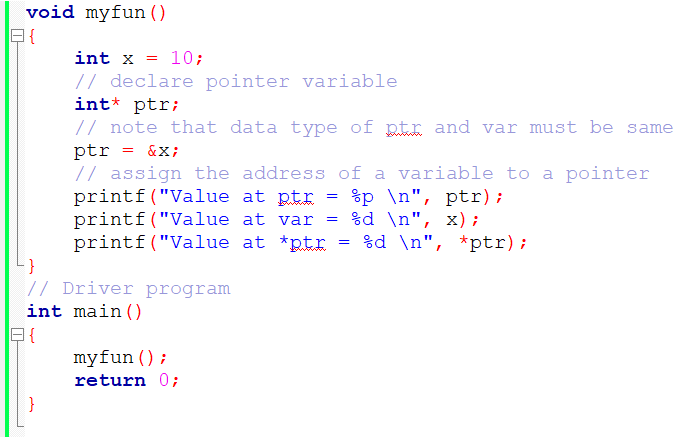 void myfun()
{
    int x = 10;
    // declare pointer variable
    int* ptr;
    // note that data type of ptr and var must be same
    ptr = &x;
    // assign the address of a variable to a pointer
    printf("Value at ptr = %p \n", ptr);
    printf("Value at var = %d \n", x);
    printf("Value at *ptr = %d \n", *ptr);
}
// Driver program
int main()
{
    myfun();
    return 0;
}